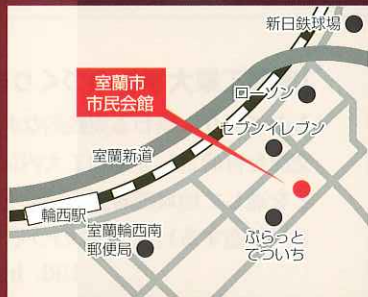 新日鉄球場
室蘭市
市民会館
ローソン
セブンイレブン
室蘭新道
輪西駅
室蘭輪西南
郵便局
ぷらっと
てついち